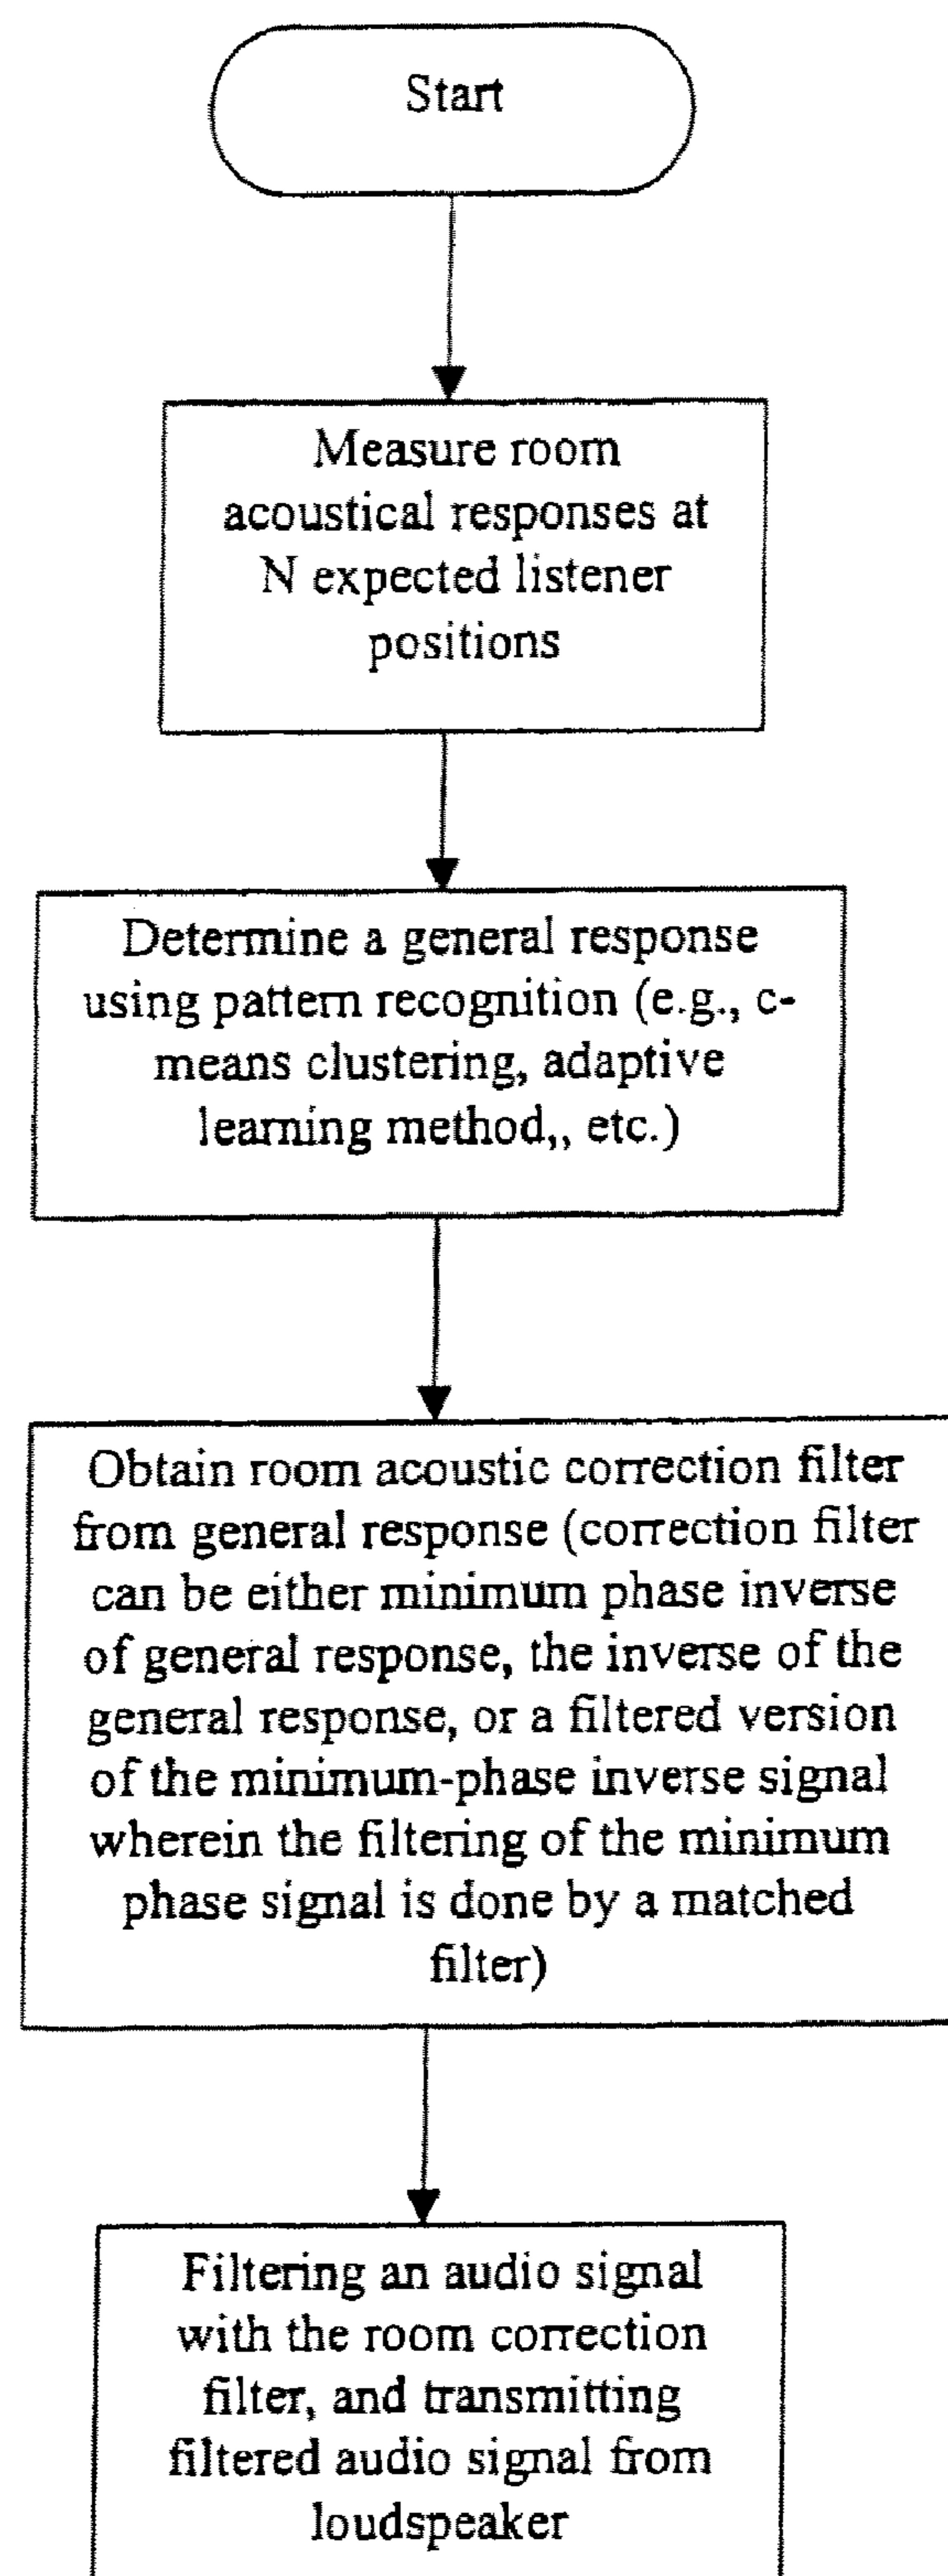 Start
Measure room
acoustical responses at
N expected listener
positions
Determine a general response
using pattern recognition (e.g., c-
means clustering, adaptive
learning method,, etc.)
Obtain room acoustic correction filter
from general response (correction filter
can be either minimum phase inverse
of general response, the inverse of the
general response, or a filtered version
of the minimum-phase inverse signal
wherein the filtering of the minimum
phase signal is done by a matched
filter)
Filtering an audio signal
with the room correction
filter, and transmitting
filtered audio signal from
loudspeaker